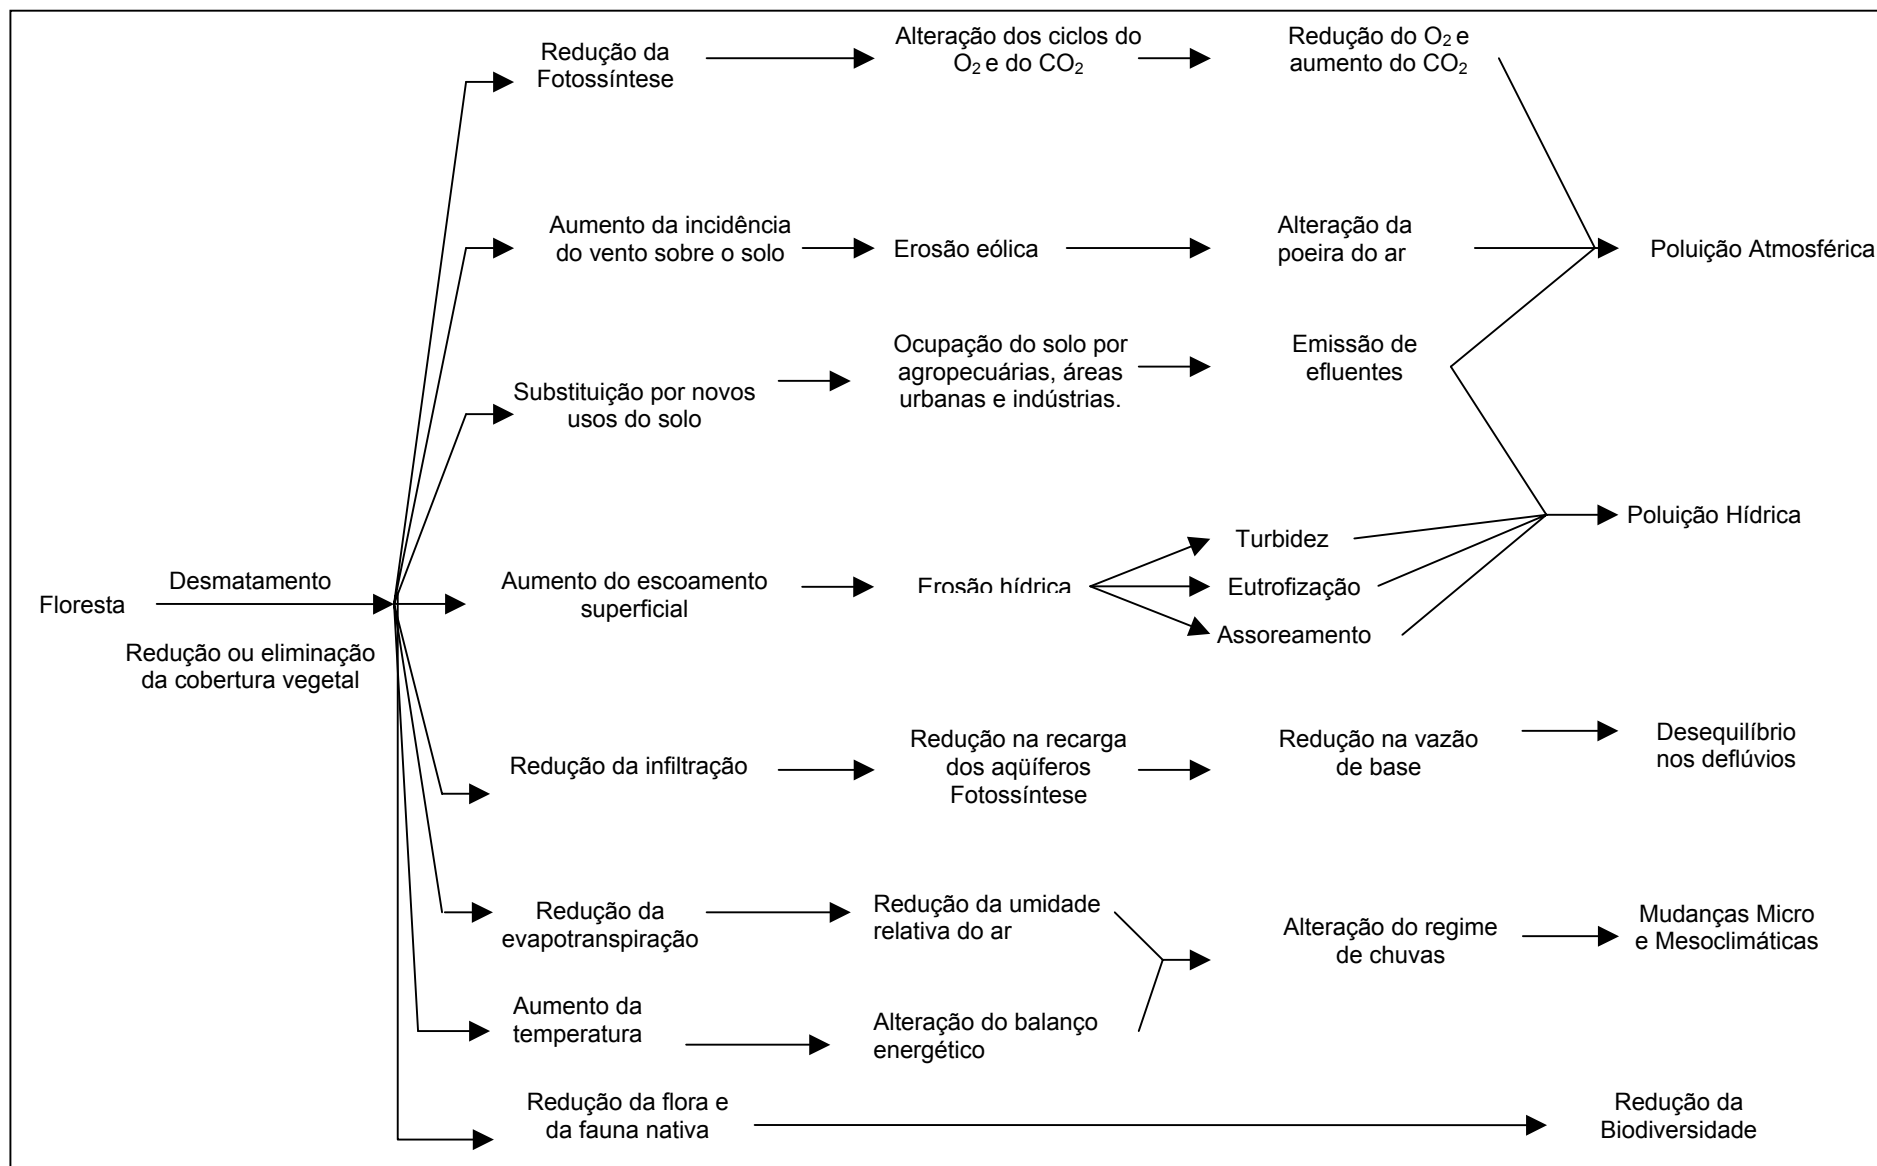 Redução da
Fotossíntese
Alteração dos ciclos do
O₂ e do CO₂
Redução do O₂ e
aumento do CO₂
Aumento da incidência
do vento sobre o solo
Erosão eólica
Alteração da
poeira do ar
Poluição Atmosférica
Substituição por novos
usos do solo
Ocupação do solo por
agropecuárias, áreas
urbanas e indústrias.
Emissão de
efluentes
Poluição Hídrica
Floresta
Desmatamento
Redução ou eliminação
da cobertura vegetal
Aumento do escoamento
superficial
Erosão hídrica
Turbidez
Eutrofização
Assoreamento
Redução da infiltração
Redução na recarga
dos aqüíferos
Fotossíntese
Redução na vazão
de base
Desequilíbrio
nos deflúvios
Redução da
evapotranspiração
Redução da umidade
relativa do ar
Alteração do regime
de chuvas
Mudanças Micro
e Mesoclimáticas
Aumento da
temperatura
Alteração do balanço
energético
Redução da flora e
da fauna nativa
Redução da
Biodiversidade